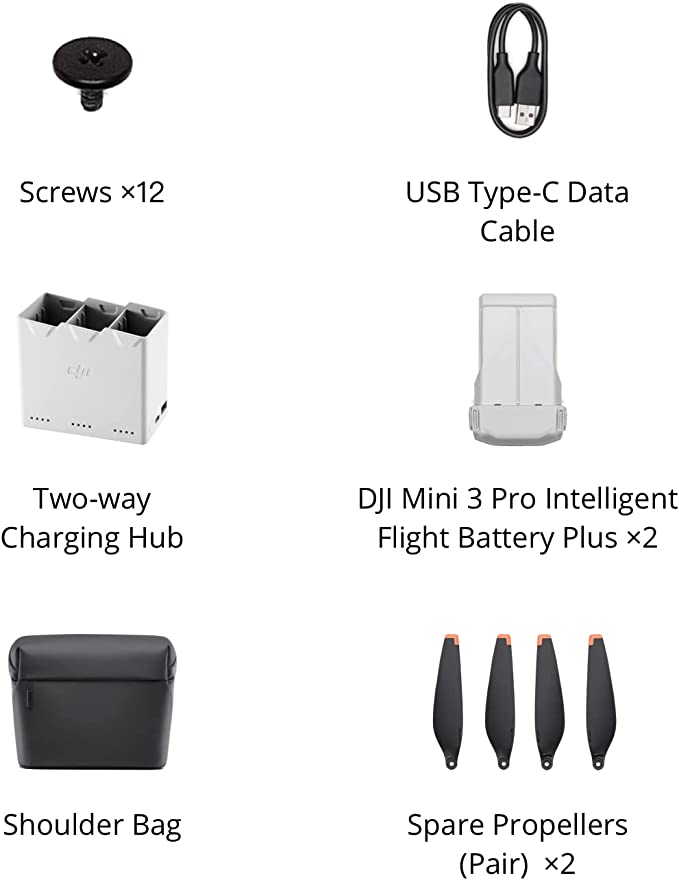 Screws ×12
USB Type-C Data
Cable
dji
Two-way
Charging Hub
DJI Mini 3 Pro Intelligent
Flight Battery Plus ×2
Shoulder Bag
Spare Propellers
(Pair) ×2